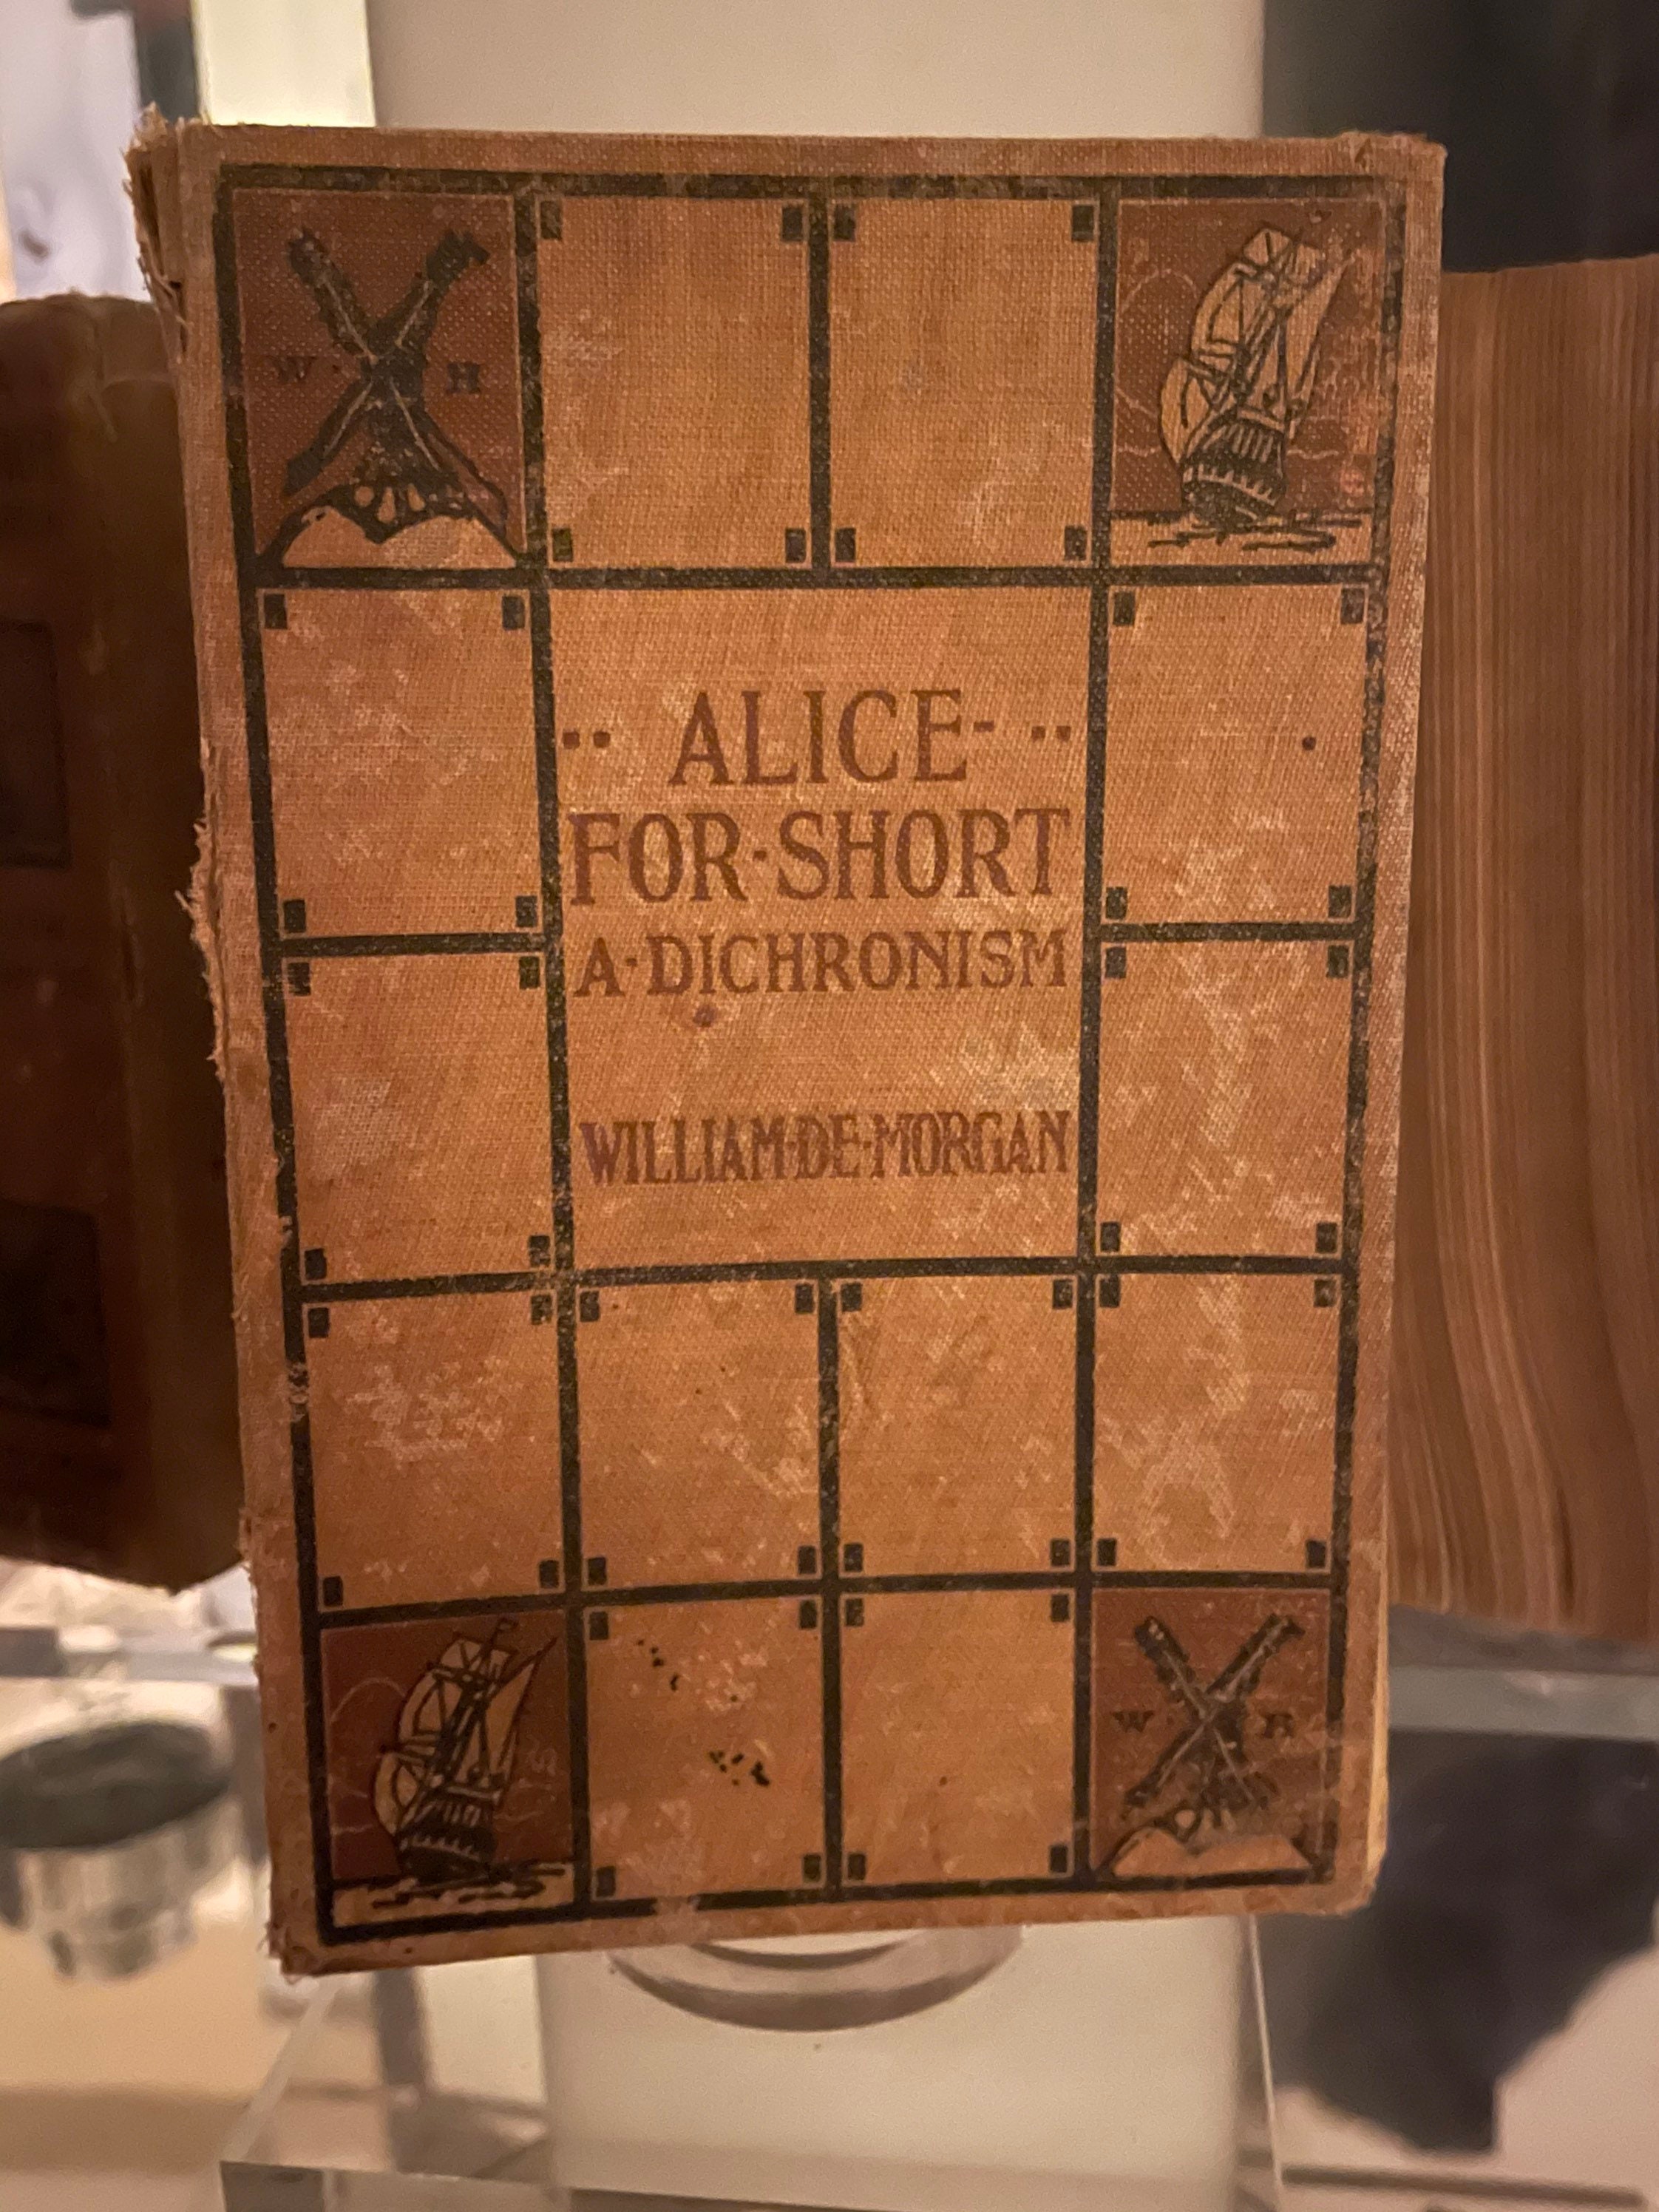 W · H
·· ALICE- ··
FOR·SHORT
A·DICHRONISM
WILLIAM·DE·MORGAN
W · H